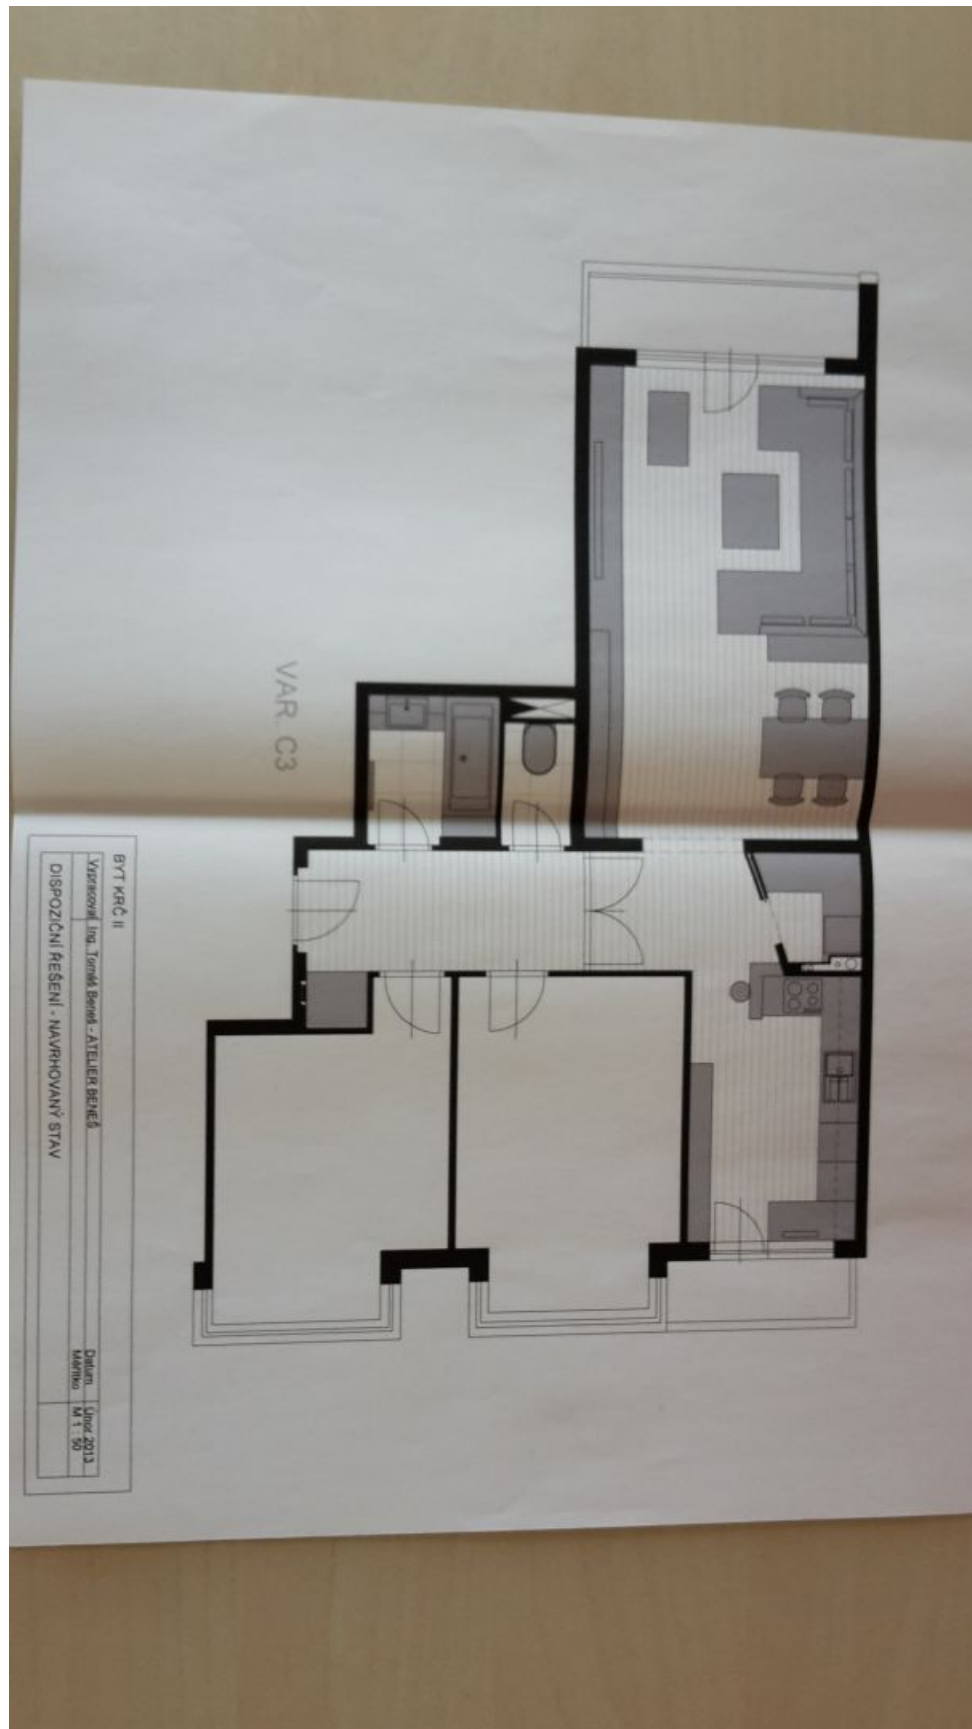 VAR. C3
BYT KRČ II
Vypracoval Ing. Tomáš Beneš - ATELIER BENEŠ
Datum Únor 2013
Měřítko M 1 : 50
DISPOZIČNÍ ŘEŠENÍ - NAVRHOVANÝ STAV